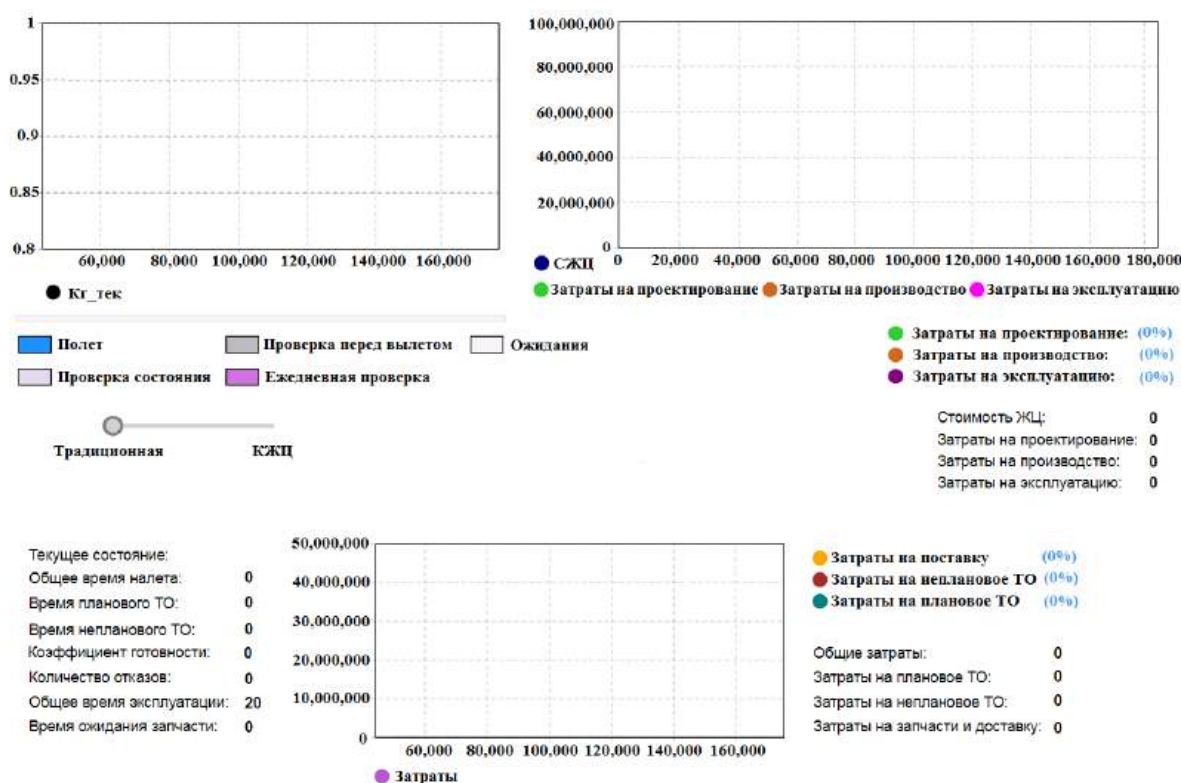 1
0.95
0.9
0.85
0.8
60,000 80,000 100,000 120,000 140,000 160,000
Кг_тек
100,000,000
80,000,000
60,000,000
40,000,000
20,000,000
0
0 20,000 40,000 60,000 80,000 100,000 120,000 140,000 160,000 180,000
СЖЦ
Затраты на проектирование Затраты на производство Затраты на эксплуатацию
Полет Проверка перед вылетом Ожидания
Проверка состояния Ежедневная проверка
Традиционная КЖЦ
Затраты на проектирование: (0%)
Затраты на производство: (0%)
Затраты на эксплуатацию: (0%)
Стоимость ЖЦ: 0
Затраты на проектирование: 0
Затраты на производство: 0
Затраты на эксплуатацию: 0
Текущее состояние:
Общее время налета: 0
Время планового ТО: 0
Время непланового ТО: 0
Коэффициент готовности: 0
Количество отказов: 0
Общее время эксплуатации: 20
Время ожидания запчасти: 0
50,000,000
40,000,000
30,000,000
20,000,000
10,000,000
0
60,000 80,000 100,000 120,000 140,000 160,000
Затраты
Затраты на поставку (0%)
Затраты на неплановое ТО (0%)
Затраты на плановое ТО (0%)
Общие затраты: 0
Затраты на плановое ТО: 0
Затраты на неплановое ТО: 0
Затраты на запчасти и доставку: 0